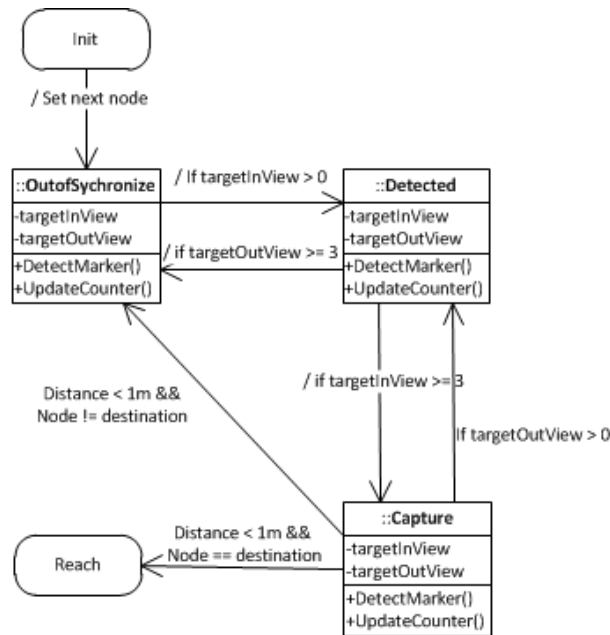 Init
/ Set next node
::OutofSychronize
-targetInView
-targetOutView
+DetectMarker()
+UpdateCounter()
/ If targetInView > 0
/ if targetOutView >= 3
::Detected
-targetInView
-targetOutView
+DetectMarker()
+UpdateCounter()
/ if targetInView >= 3
If targetOutView > 0
Distance < 1m &&
Node != destination
Distance < 1m &&
Node == destination
Reach
::Capture
-targetInView
-targetOutView
+DetectMarker()
+UpdateCounter()